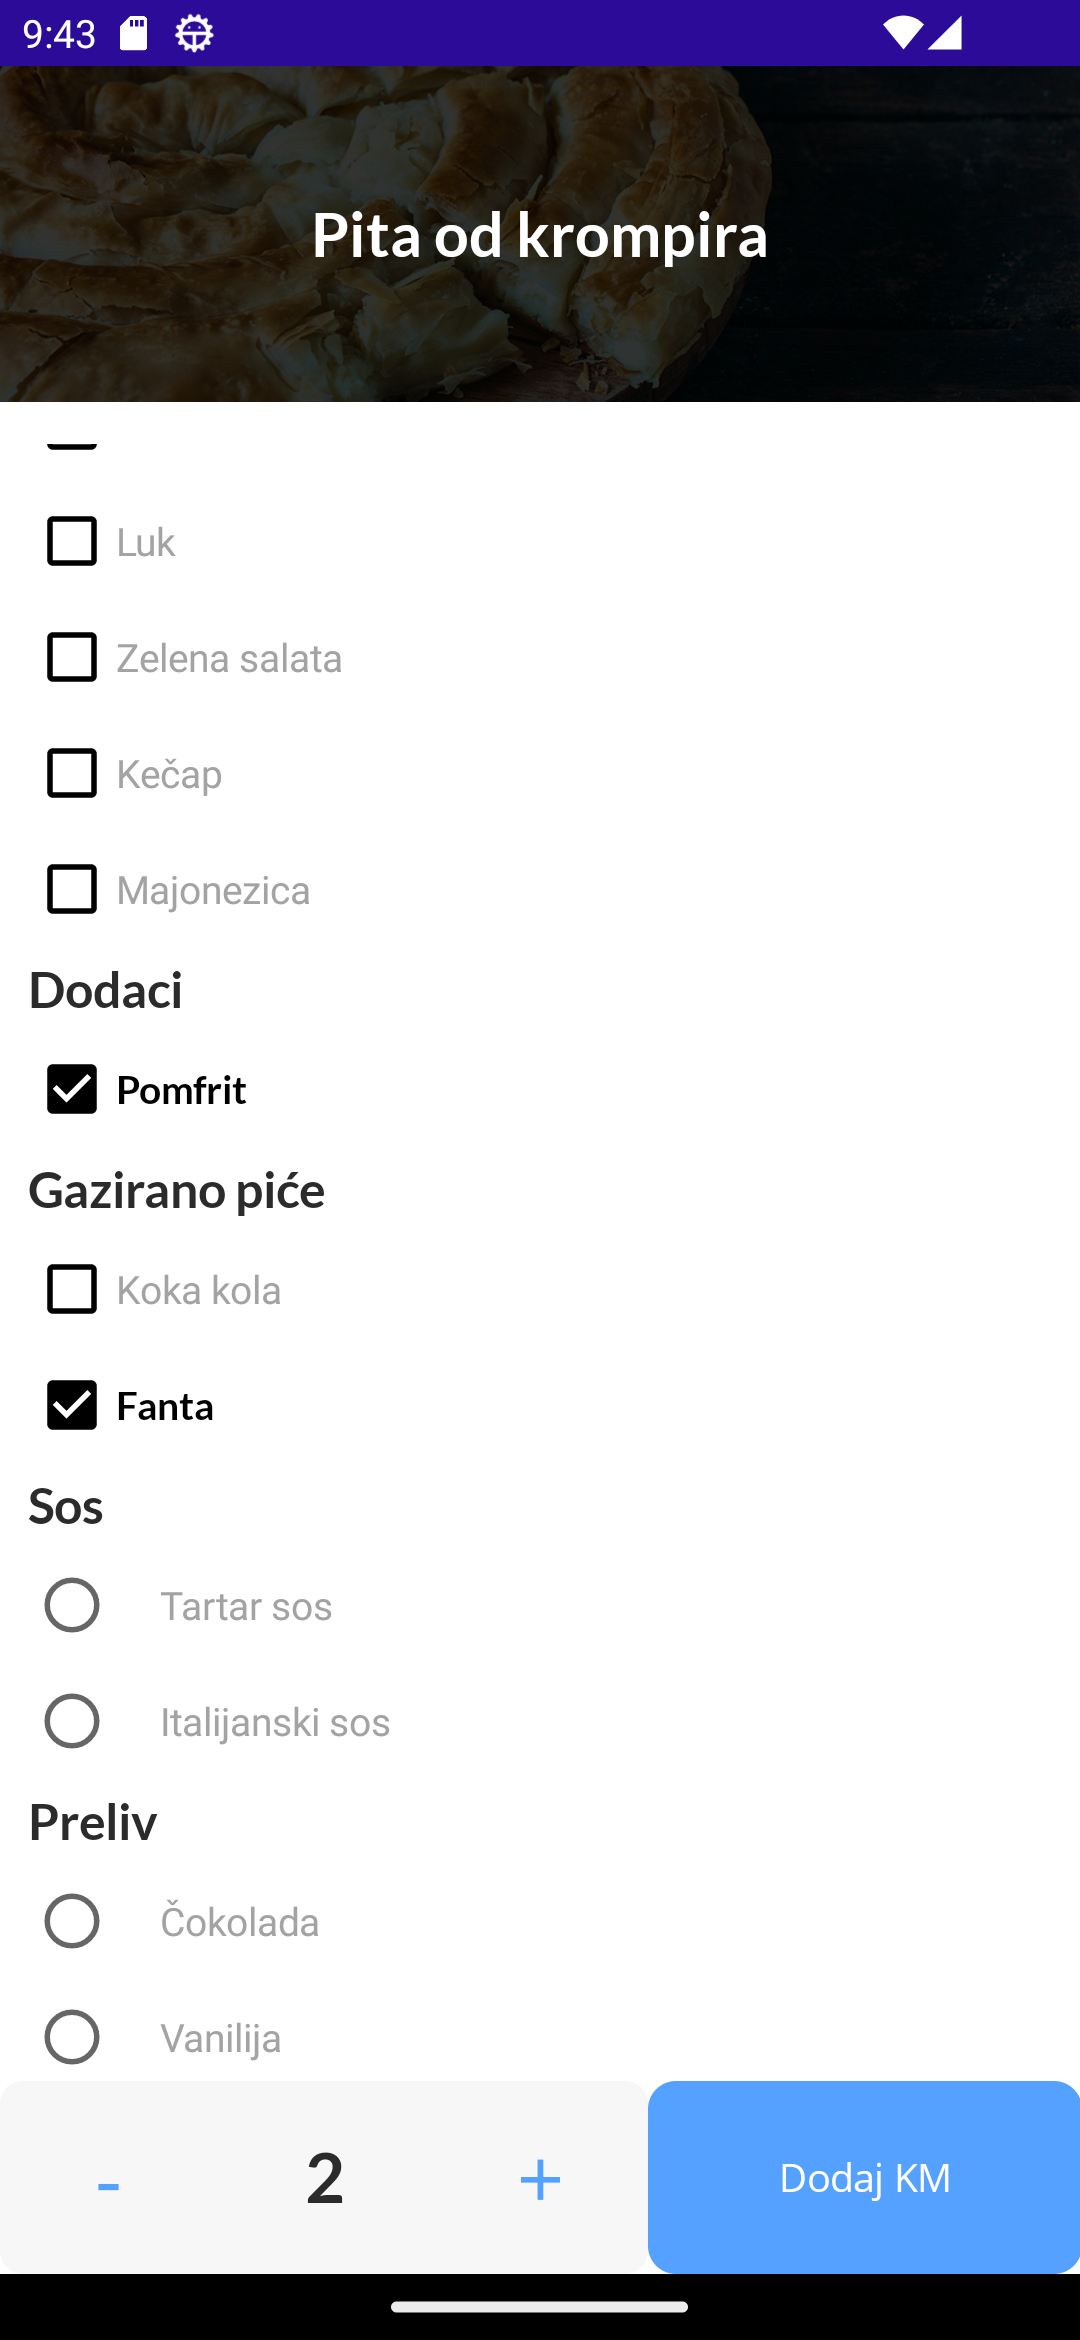 9:43
Pita od krompira
Luk
Zelena salata
Kečap
Majonezica
Dodaci
Pomfrit
Gazirano piće
Koka kola
Fanta
Sos
Tartar sos
Italijanski sos
Preliv
Čokolada
Vanilija
- 2 + Dodaj KM